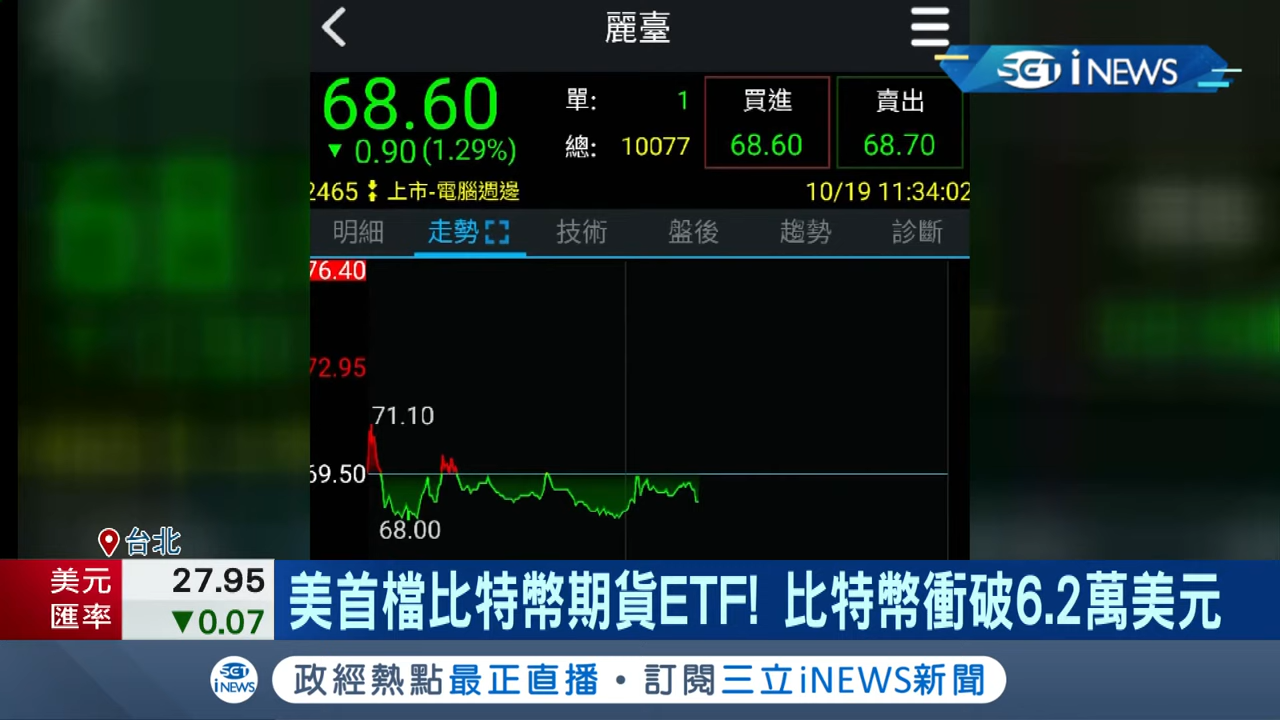 麗臺
SET iNEWS
68.60
▼ 0.90 (1.29%)
單: 1
總: 10077
買進
68.60
賣出
68.70
2465 上市-電腦週邊
10/19 11:34:02
明細 走勢 技術 盤後 趨勢 診斷
76.40
72.95
71.10
69.50
68.00
台北
美元
匯率
27.95
▼0.07
美首檔比特幣期貨ETF! 比特幣衝破6.2萬美元
SET iNEWS
政經熱點最正直播・訂閱三立iNEWS新聞